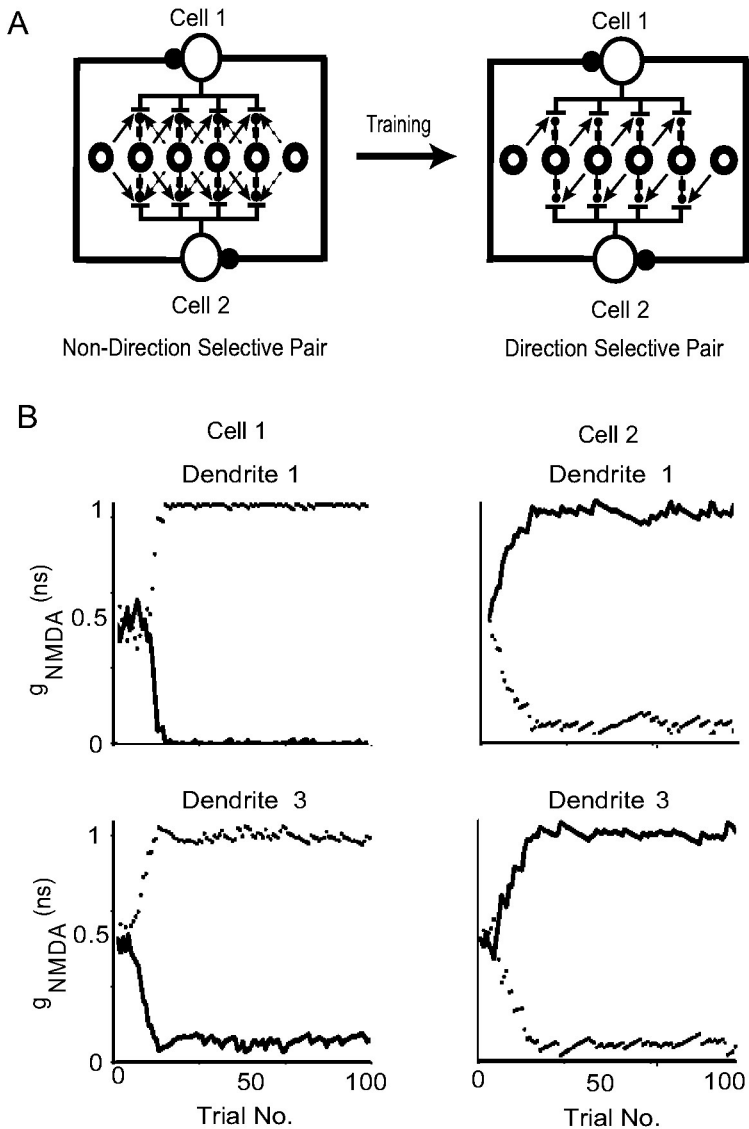 A
Cell 1
Cell 1
Training
Cell 2
Cell 2
Non-Direction Selective Pair
Direction Selective Pair
B
Cell 1
Cell 2
Dendrite 1
Dendrite 1
1
0.5
0
gNMDA (ns)
Dendrite 3
Dendrite 3
1
0.5
0
gNMDA (ns)
0 50 100
0 50 100
Trial No.
Trial No.